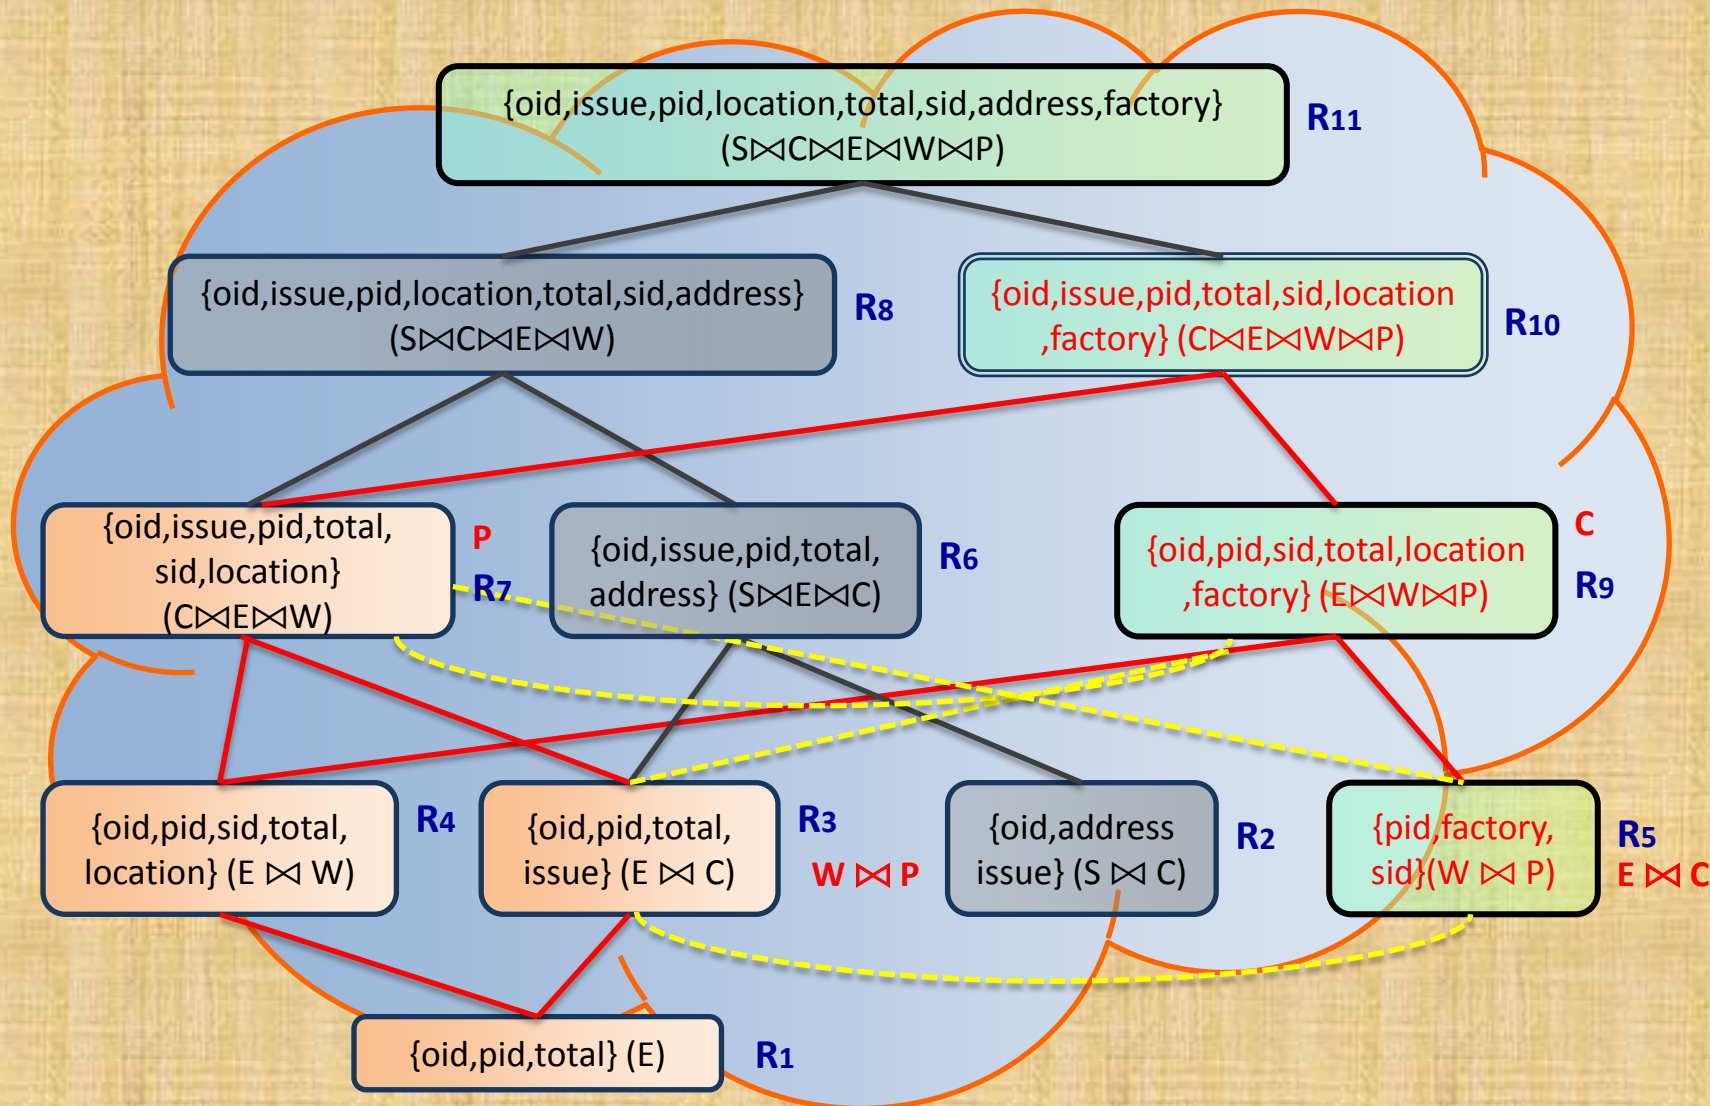 {oid,issue,pid,location,total,sid,address,factory}
(S⋈C⋈E⋈W⋈P)
R11
{oid,issue,pid,location,total,sid,address}
(S⋈C⋈E⋈W)
R8
{oid,issue,pid,total,sid,location
,factory} (C⋈E⋈W⋈P)
R10
{oid,issue,pid,total,
sid,location}
(C⋈E⋈W)
P
R7
{oid,issue,pid,total,
address} (S⋈E⋈C)
R6
{oid,pid,sid,total,location
,factory} (E⋈W⋈P)
C
R9
{oid,pid,sid,total,
location} (E ⋈ W)
R4
{oid,pid,total,
issue} (E ⋈ C)
R3
W ⋈ P
{oid,address
issue} (S ⋈ C)
R2
{pid,factory,
sid}(W ⋈ P)
R5
E ⋈ C
{oid,pid,total} (E)
R1